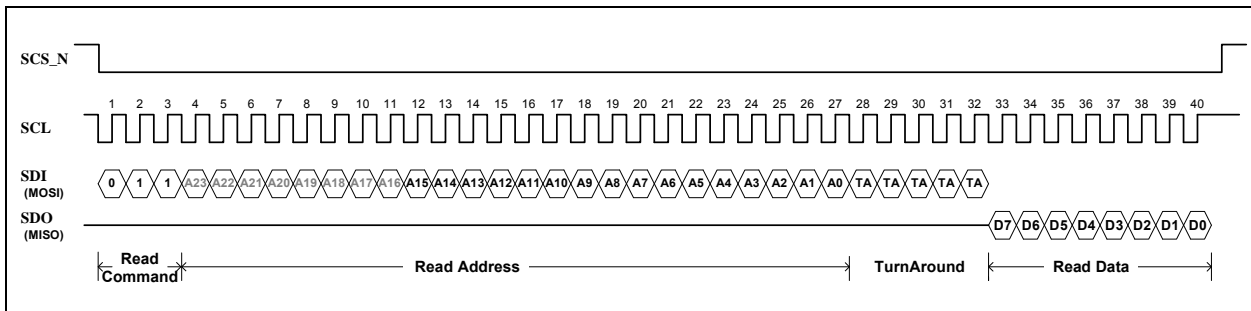 SCS_N
1 2 3 4 5 6 7 8 9 10 11 12 13 14 15 16 17 18 19 20 21 22 23 24 25 26 27 28 29 30 31 32 33 34 35 36 37 38 39 40
SCL
SDI 0 1 1 A23 A22 A21 A20 A19 A18 A17 A16 A15 A14 A13 A12 A11 A10 A9 A8 A7 A6 A5 A4 A3 A2 A1 A0 TA TA TA TA TA
(MOSI)
SDO D7 D6 D5 D4 D3 D2 D1 D0
(MISO)
Read Command Read Address TurnAround Read Data